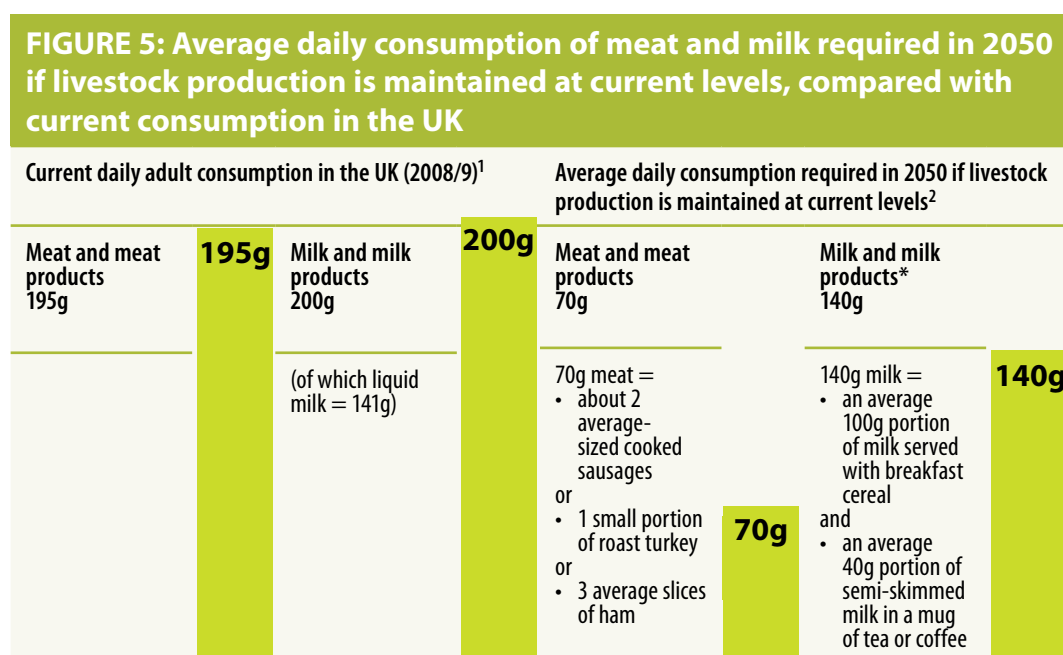 FIGURE 5: Average daily consumption of meat and milk required in 2050
if livestock production is maintained at current levels, compared with
current consumption in the UK
Current daily adult consumption in the UK (2008/9)¹
Average daily consumption required in 2050 if livestock
production is maintained at current levels²
Meat and meat
products
195g
195g
Milk and milk
products
200g
(of which liquid
milk = 141g)
200g
Meat and meat
products
70g
70g meat =
• about 2
average-
sized cooked
sausages
or
• 1 small portion
of roast turkey
or
• 3 average slices
of ham
70g
Milk and milk
products*
140g
140g milk =
• an average
100g portion
of milk served
with breakfast
cereal
and
• an average
40g portion of
semi-skimmed
milk in a mug
of tea or coffee
140g